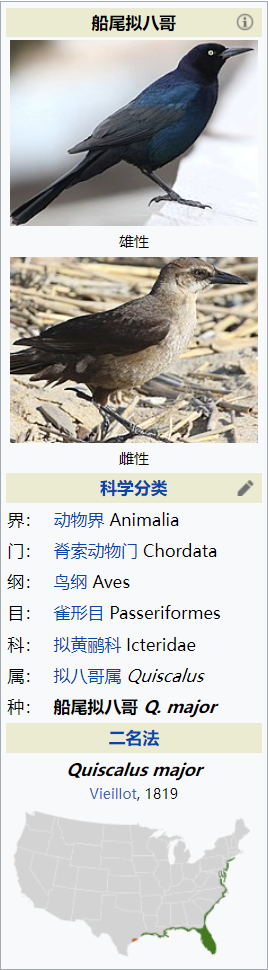 船尾拟八哥
雄性
雌性
科学分类
界： 动物界 Animalia
门： 脊索动物门 Chordata
纲： 鸟纲 Aves
目： 雀形目 Passeriformes
科： 拟黄鹂科 Icteridae
属： 拟八哥属 Quiscalus
种： 船尾拟八哥 Q. major
二名法
Quiscalus major
Vieillot, 1819